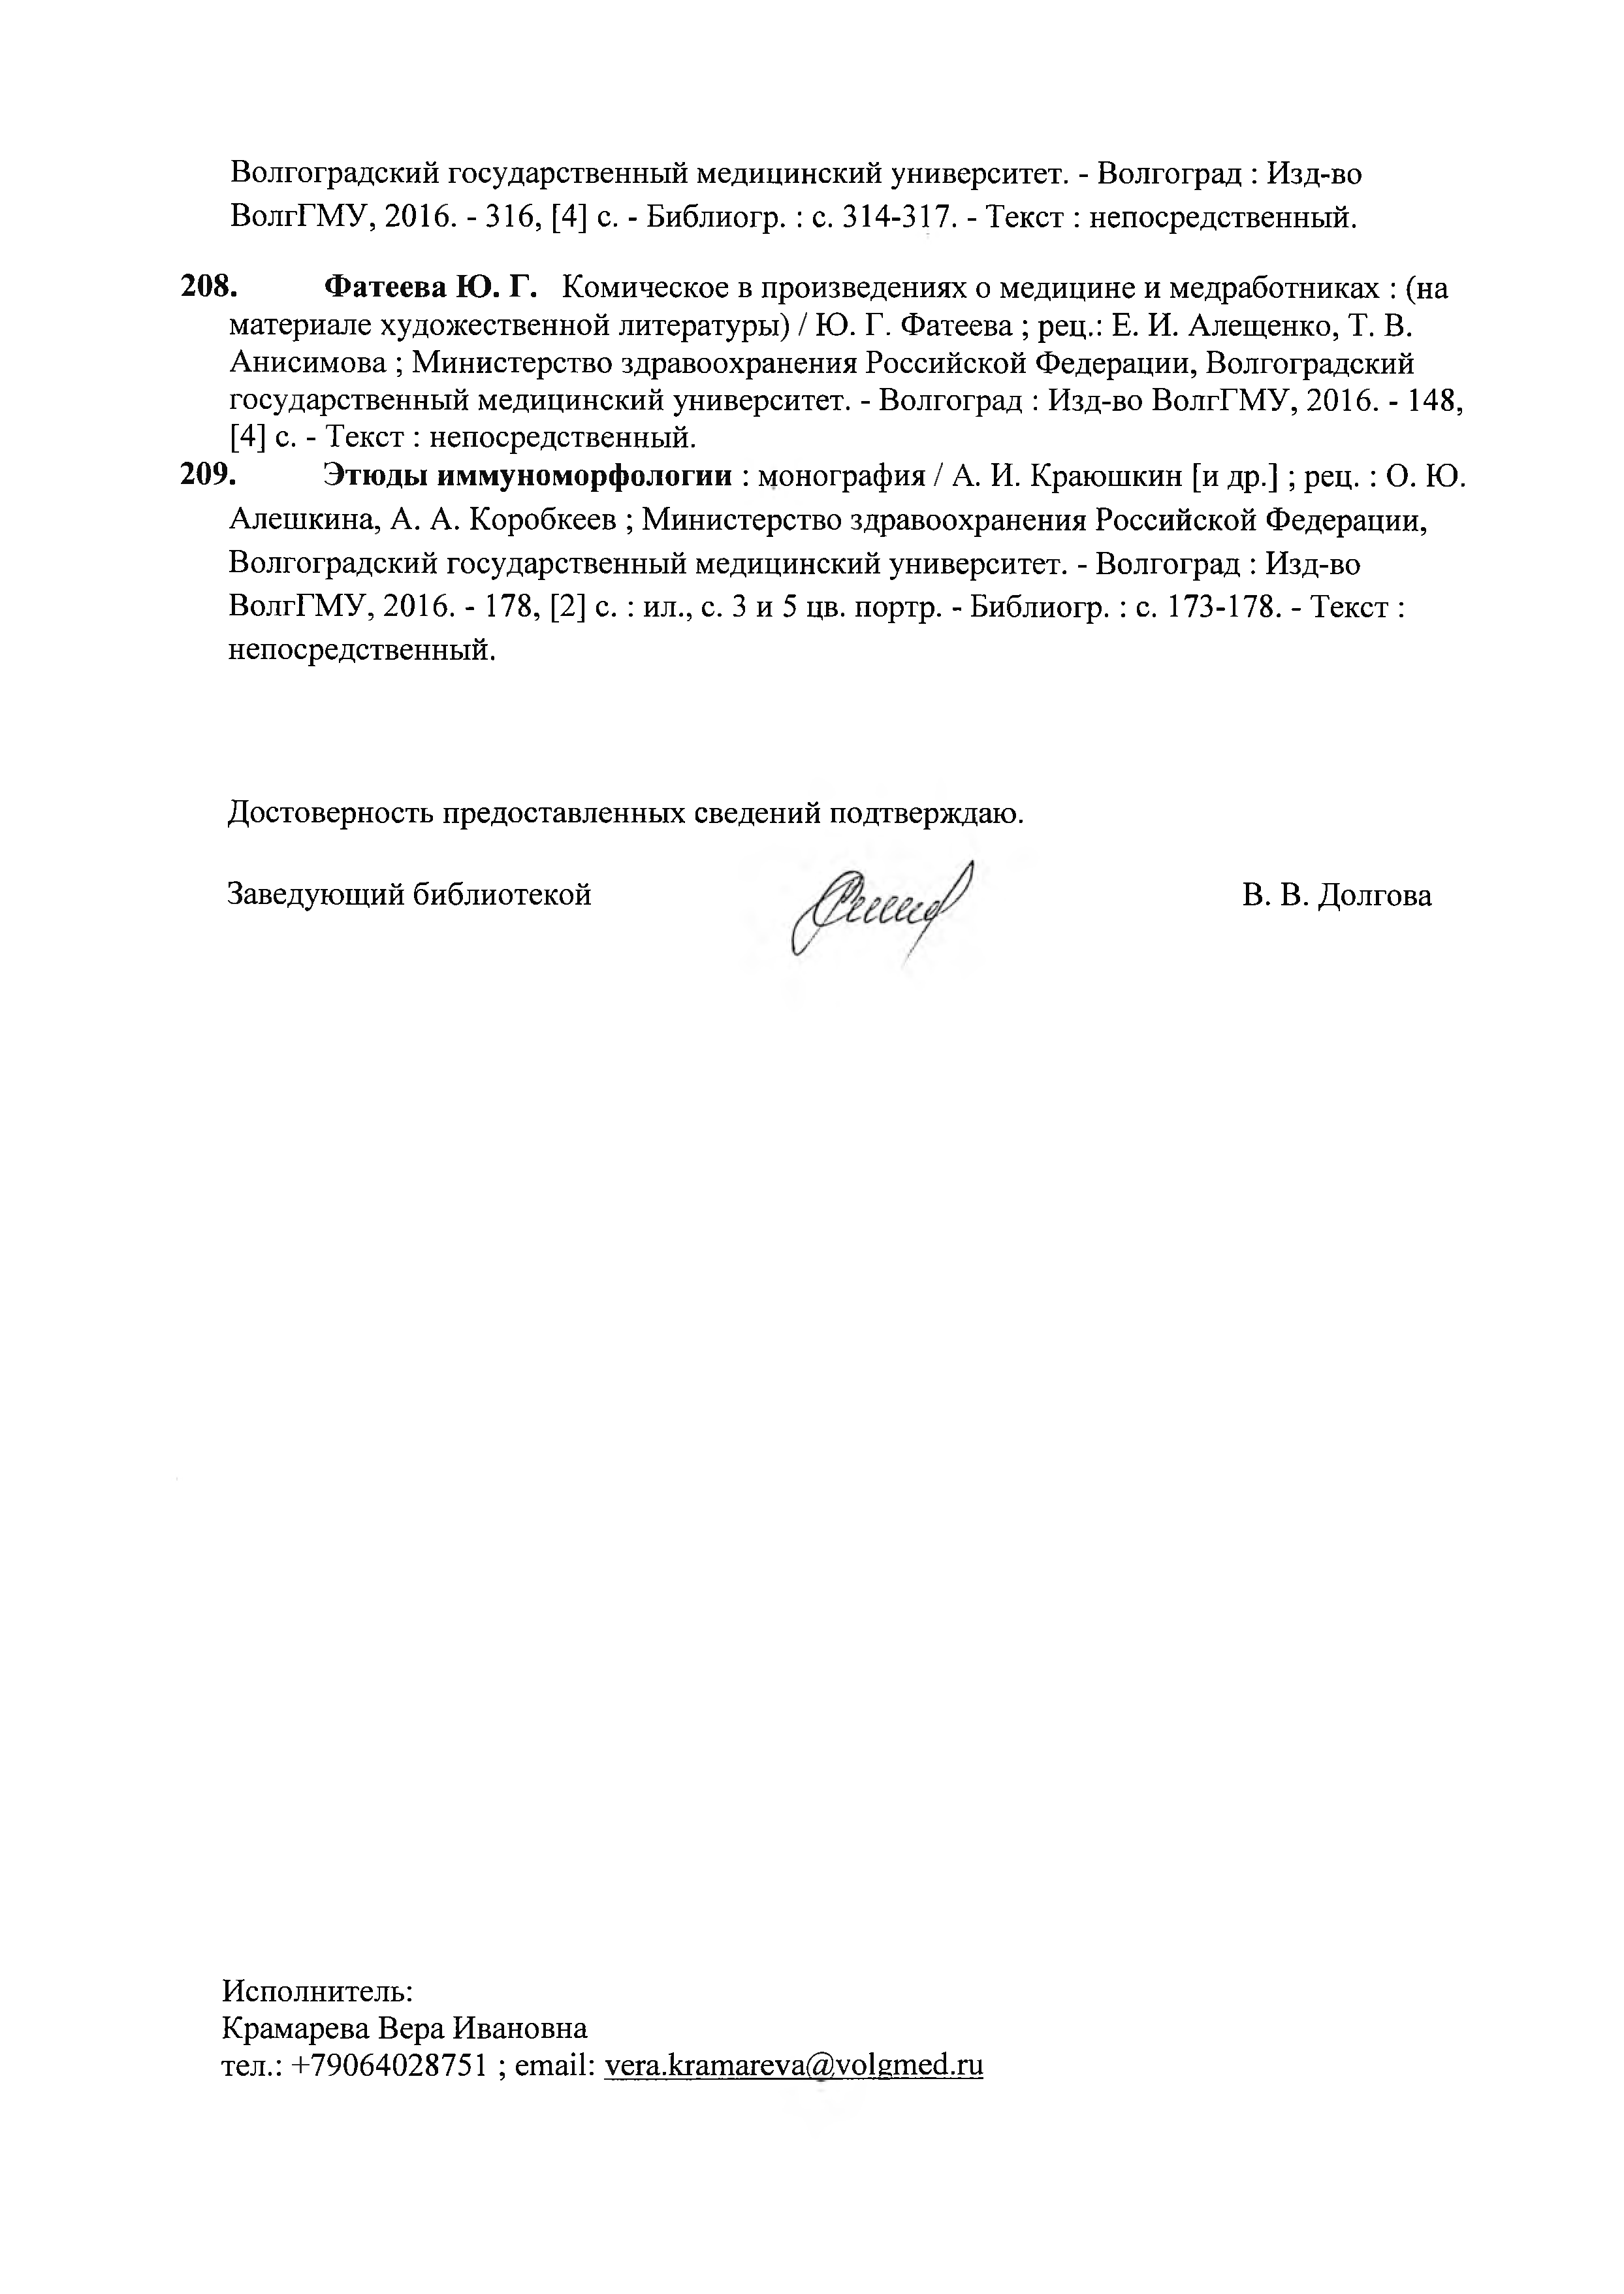 Волгоградский государственный медицинский университет. - Волгоград : Изд-во
ВолгГМУ, 2016. - 316, [4] с. - Библиогр. : с. 314-317. - Текст : непосредственный.
208. Фатеева Ю. Г. Комическое в произведениях о медицине и медработниках : (на
материале художественной литературы) / Ю. Г. Фатеева ; рец.: Е. И. Алещенко, Т. В.
Анисимова ; Министерство здравоохранения Российской Федерации, Волгоградский
государственный медицинский университет. - Волгоград : Изд-во ВолгГМУ, 2016. - 148,
[4] с. - Текст : непосредственный.
209. Этюды иммуноморфологии : монография / А. И. Краюшкин [и др.] ; рец. : О. Ю.
Алешкина, А. А. Коробкеев ; Министерство здравоохранения Российской Федерации,
Волгоградский государственный медицинский университет. - Волгоград : Изд-во
ВолгГМУ, 2016. - 178, [2] с. : ил., с. 3 и 5 цв. портр. - Библиогр. : с. 173-178. - Текст :
непосредственный.
Достоверность предоставленных сведений подтверждаю.
Заведующий библиотекой В. В. Долгова
Исполнитель:
Крамарева Вера Ивановна
тел.: +79064028751 ; email: vera.kramareva@volgmed.ru